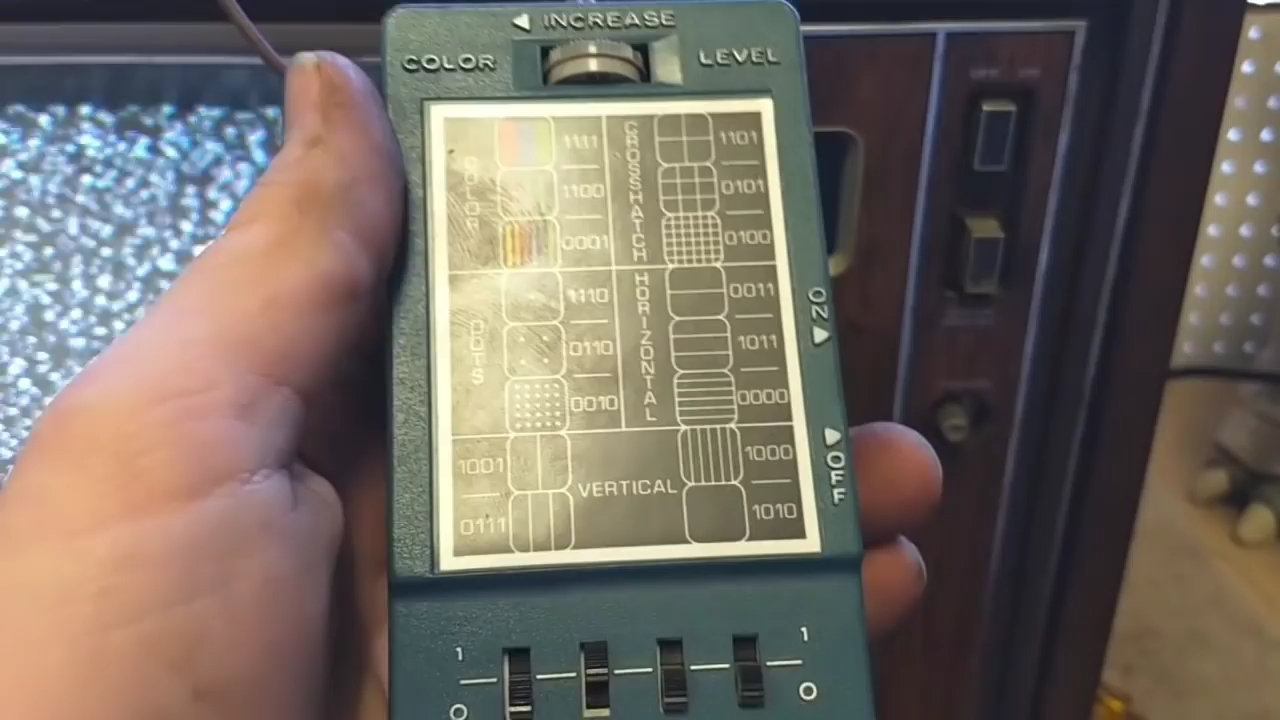 ◀ INCREASE
COLOR LEVEL
COLOR 1111
1100
0001
CROSSHATCH 1101
0101
0100
DOTS 1110
0110
0010
HORIZONTAL 0011
1011
0000
1001
0111
VERTICAL
1000
1010
ON ▶
▶ OFF
1 1
0 0